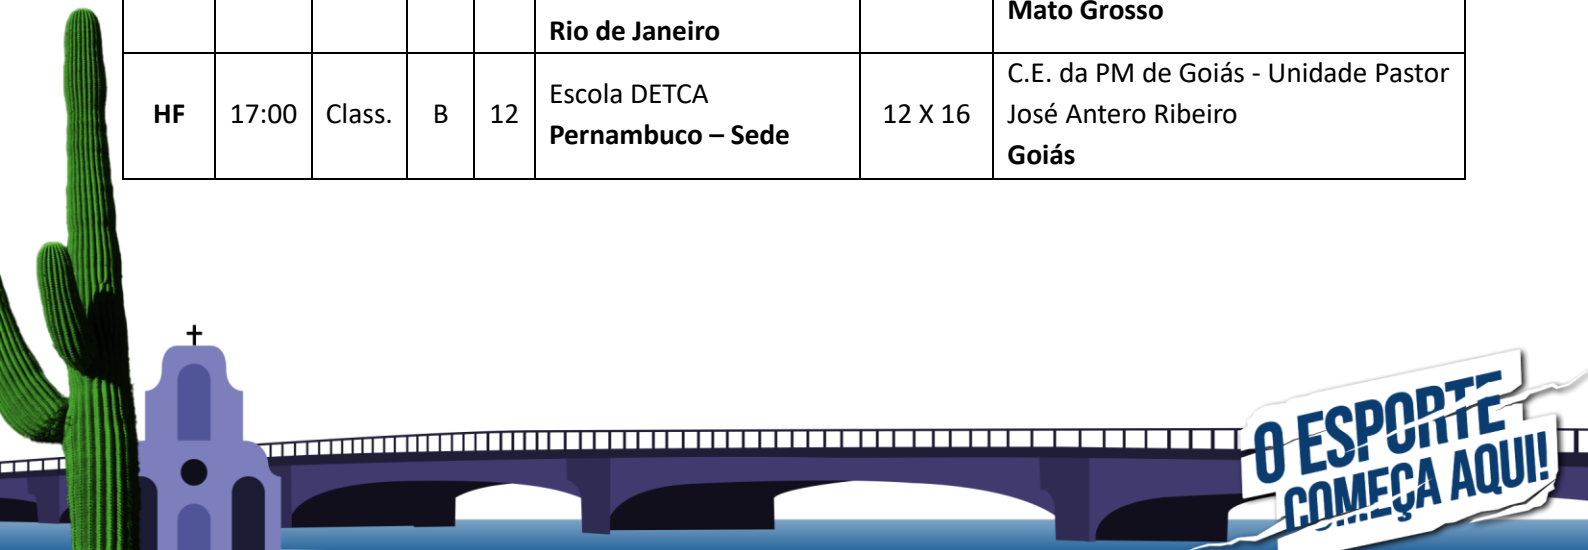 Mato Grosso
Rio de Janeiro
HF 17:00 Class. B 12 Escola DETCA Pernambuco – Sede 12 X 16 C.E. da PM de Goiás - Unidade Pastor
José Antero Ribeiro
Goiás
O ESPORTE
COMEÇA AQUI!